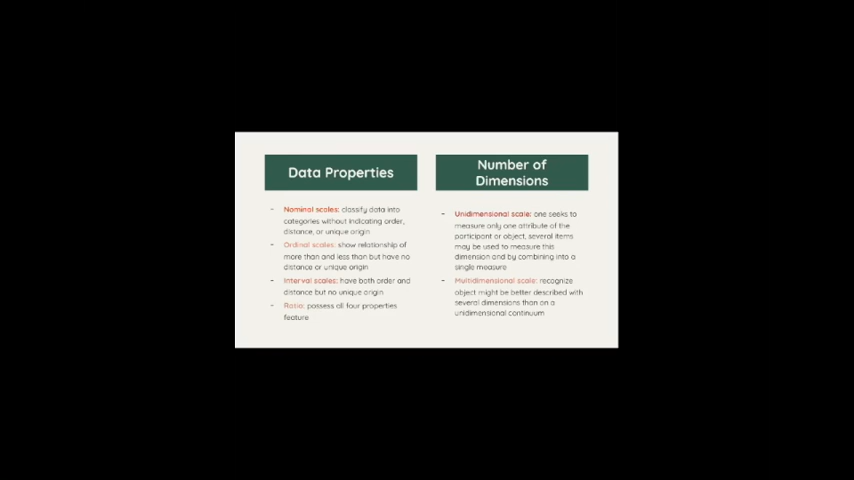 Data Properties
- Nominal scales: classify data into
categories without indicating order,
distance, or unique origin
- Ordinal scales: show relationship of
more than and less than but have no
distance or unique origin
- Interval scales: have both order and
distance but no unique origin
- Ratio: possess all four properties
feature
Number of
Dimensions
- Unidimensional scale: one seeks to
measure only one attribute of the
participant or object, several items
may be used to measure this
dimension and by combining into a
single measure
- Multidimensional scale: recognize
object might be better described with
several dimensions than on a
unidimensional continuum